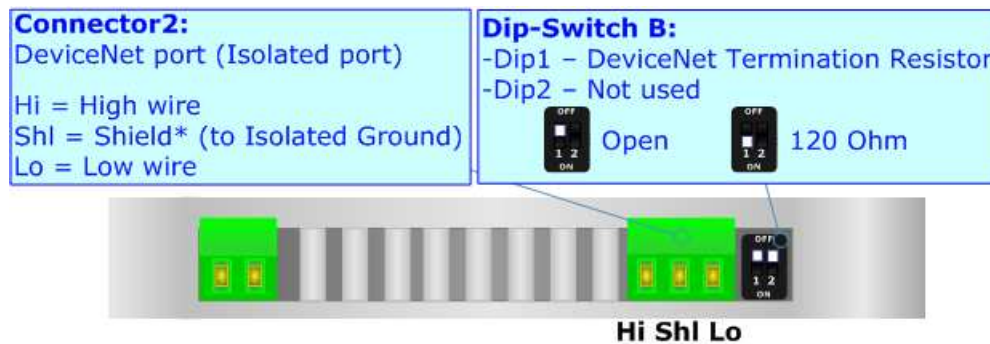 Connector2:
DeviceNet port (Isolated port)
Hi = High wire
Shl = Shield* (to Isolated Ground)
Lo = Low wire
Dip-Switch B:
-Dip1 – DeviceNet Termination Resistor
-Dip2 – Not used
OFF
1 2
ON
Open
OFF
1 2
ON
120 Ohm
OFF
1 2
ON
Hi Shl Lo